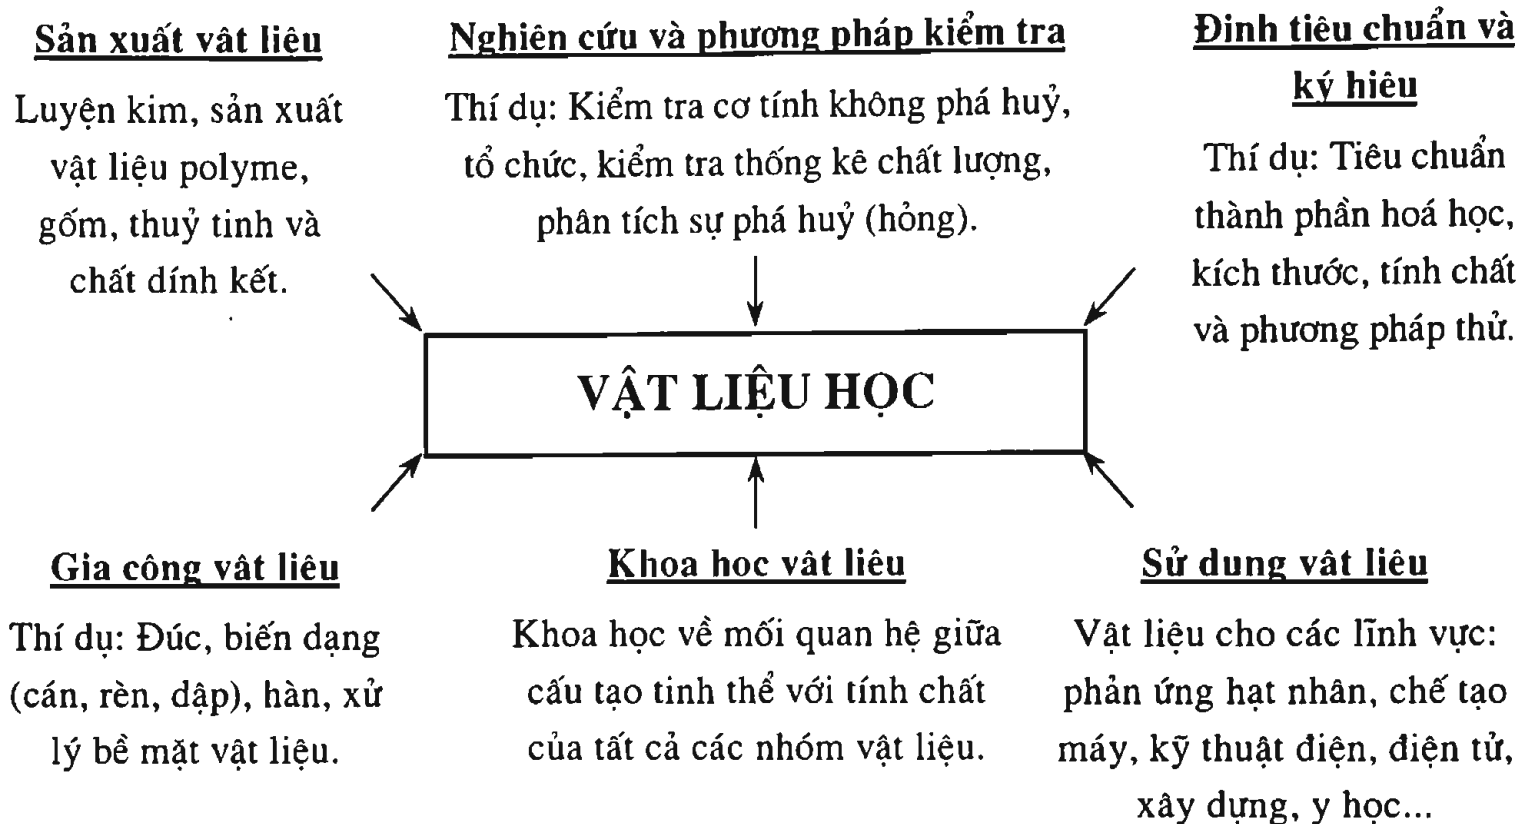 Sản xuất vật liệu
Luyện kim, sản xuất
vật liệu polyme,
gốm, thuỷ tinh và
chất dính kết.
Nghiên cứu và phương pháp kiểm tra
Thí dụ: Kiểm tra cơ tính không phá huỷ,
tổ chức, kiểm tra thống kê chất lượng,
phân tích sự phá huỷ (hỏng).
Định tiêu chuẩn và
ký hiệu
Thí dụ: Tiêu chuẩn
thành phần hoá học,
kích thước, tính chất
và phương pháp thử.
VẬT LIỆU HỌC
Gia công vật liệu
Thí dụ: Đúc, biến dạng
(cán, rèn, dập), hàn, xử
lý bề mặt vật liệu.
Khoa học vật liệu
Khoa học về mối quan hệ giữa
cấu tạo tinh thể với tính chất
của tất cả các nhóm vật liệu.
Sử dụng vật liệu
Vật liệu cho các lĩnh vực:
phản ứng hạt nhân, chế tạo
máy, kỹ thuật điện, điện tử,
xây dựng, y học...